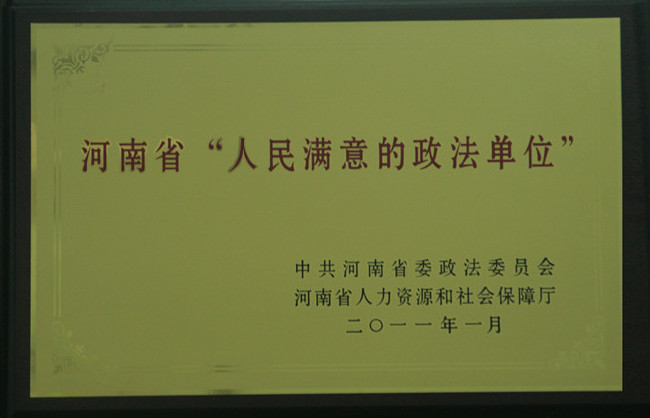 河南省“人民满意的政法单位”
中共河南省委政法委员会
河南省人力资源和社会保障厅
二〇一一年一月